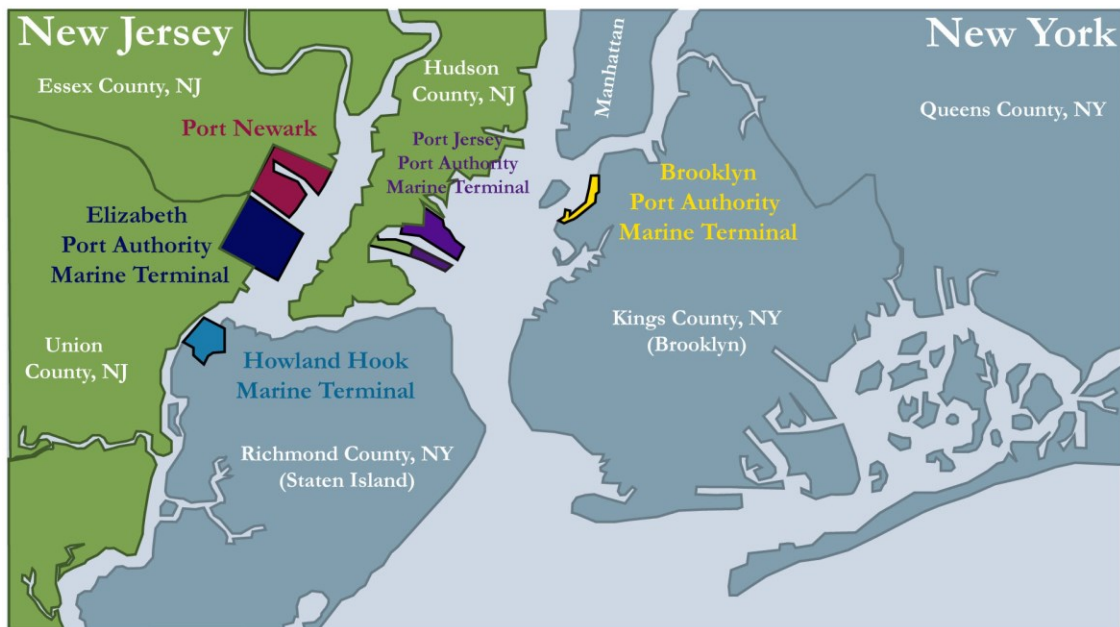 New Jersey
New York
Essex County, NJ
Hudson
County, NJ
Manhattan
Queens County, NY
Port Newark
Port Jersey
Port Authority
Marine Terminal
Brooklyn
Port Authority
Marine Terminal
Elizabeth
Port Authority
Marine Terminal
Kings County, NY
(Brooklyn)
Union
County, NJ
Howland Hook
Marine Terminal
Richmond County, NY
(Staten Island)